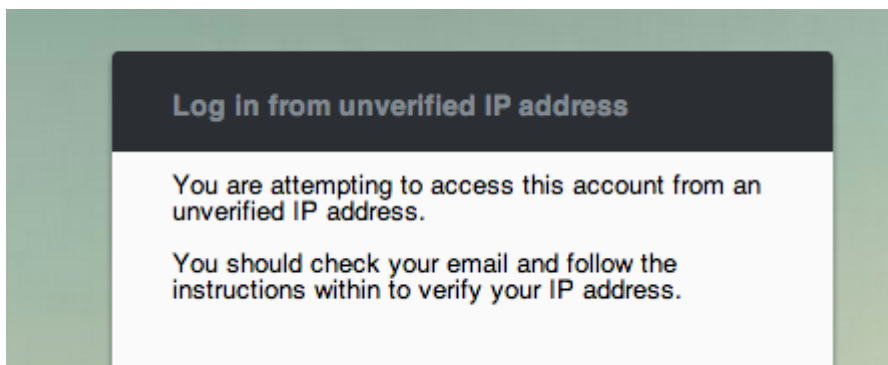 Log in from unverified IP address
You are attempting to access this account from an
unverified IP address.
You should check your email and follow the
instructions within to verify your IP address.